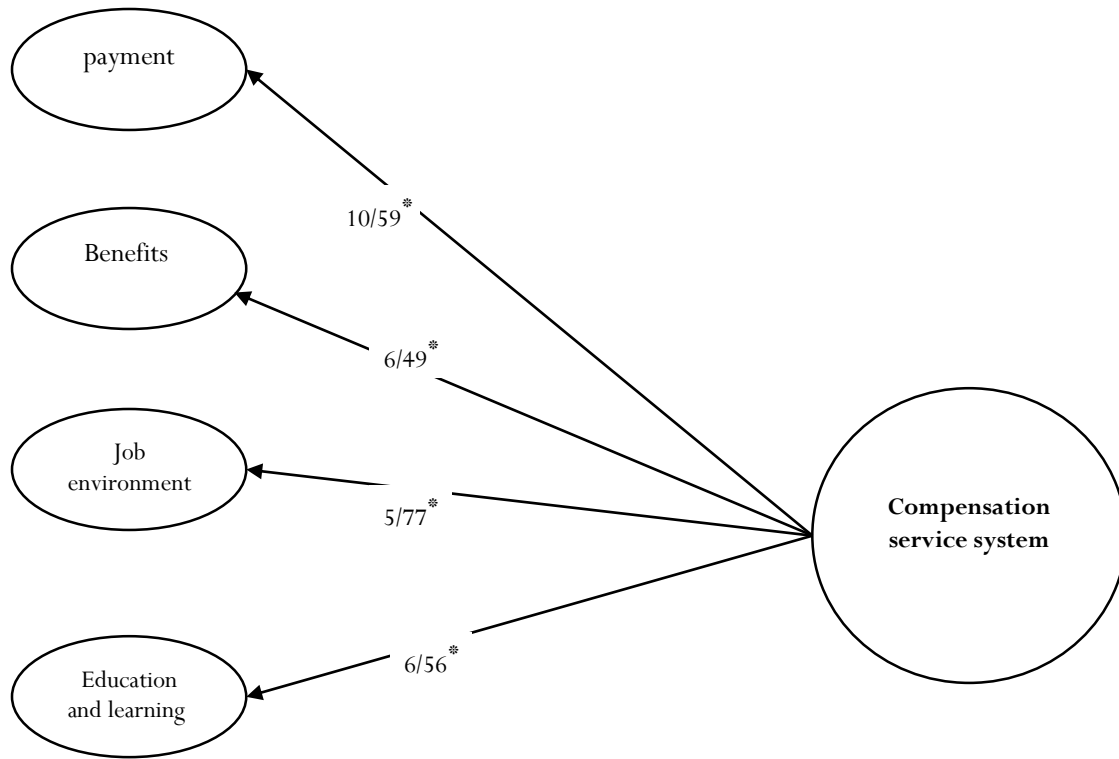 payment
10/59*
Benefits
6/49*
Job
environment
5/77*
Compensation
service system
6/56*
Education
and learning